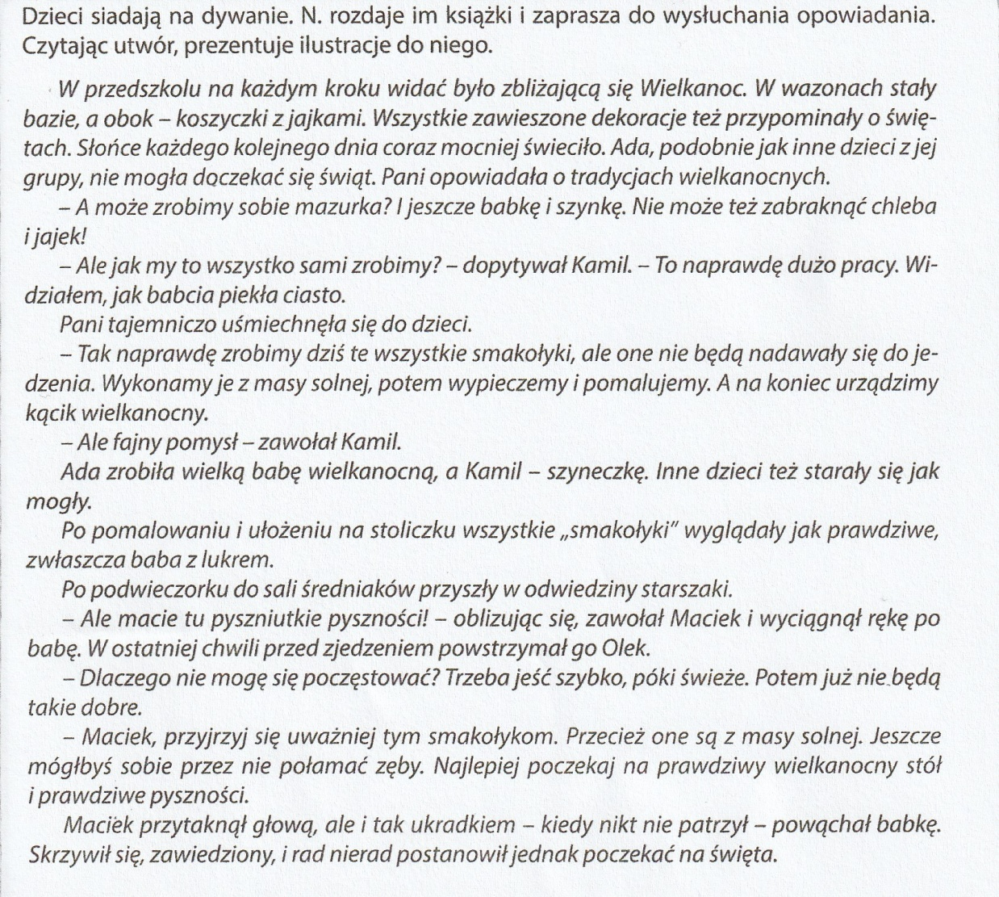 Dzieci siadają na dywanie. N. rozdaje im książki i zaprasza do wysłuchania opowiadania.
Czytając utwór, prezentuje ilustracje do niego.
W przedszkolu na każdym kroku widać było zbliżającą się Wielkanoc. W wazonach stały
bazie, a obok – koszyczki z jajkami. Wszystkie zawieszone dekoracje też przypominały o świę-
tach. Słońce każdego kolejnego dnia coraz mocniej świeciło. Ada, podobnie jak inne dzieci z jej
grupy, nie mogła doczekać się świąt. Pani opowiadała o tradycjach wielkanocnych.
– A może zrobimy sobie mazurka? I jeszcze babkę i szynkę. Nie może też zabraknąć chleba
i jajek!
– Ale jak my to wszystko sami zrobimy? – dopytywał Kamil. – To naprawdę dużo pracy. Wi-
działem, jak babcia piekła ciasto.
Pani tajemniczo uśmiechnęła się do dzieci.
– Tak naprawdę zrobimy dziś te wszystkie smakołyki, ale one nie będą nadawały się do je-
dzenia. Wykonamy je z masy solnej, potem wypieczemy i pomalujemy. A na koniec urządzimy
kącik wielkanocny.
– Ale fajny pomysł – zawołał Kamil.
Ada zrobiła wielką babę wielkanocną, a Kamil – szyneczkę. Inne dzieci też starały się jak
mogły.
Po pomalowaniu i ułożeniu na stoliczku wszystkie „smakołyki” wyglądały jak prawdziwe,
zwłaszcza baba z lukrem.
Po podwieczorku do sali średniaków przyszły w odwiedziny starszaki.
– Ale macie tu pyszniutkie pyszności! – oblizując się, zawołał Maciek i wyciągnął rękę po
babę. W ostatniej chwili przed zjedzeniem powstrzymał go Olek.
– Dlaczego nie mogę się poczęstować? Trzeba jeść szybko, póki świeże. Potem już nie będą
takie dobre.
– Maciek, przyjrzyj się uważniej tym smakołykom. Przecież one są z masy solnej. Jeszcze
mógłbyś sobie przez nie połamać zęby. Najlepiej poczekaj na prawdziwy wielkanocny stół
i prawdziwe pyszności.
Maciek przytaknął głową, ale i tak ukradkiem – kiedy nikt nie patrzył – powąchał babkę.
Skrzywił się, zawiedziony, i rad nierad postanowił jednak poczekać na święta.